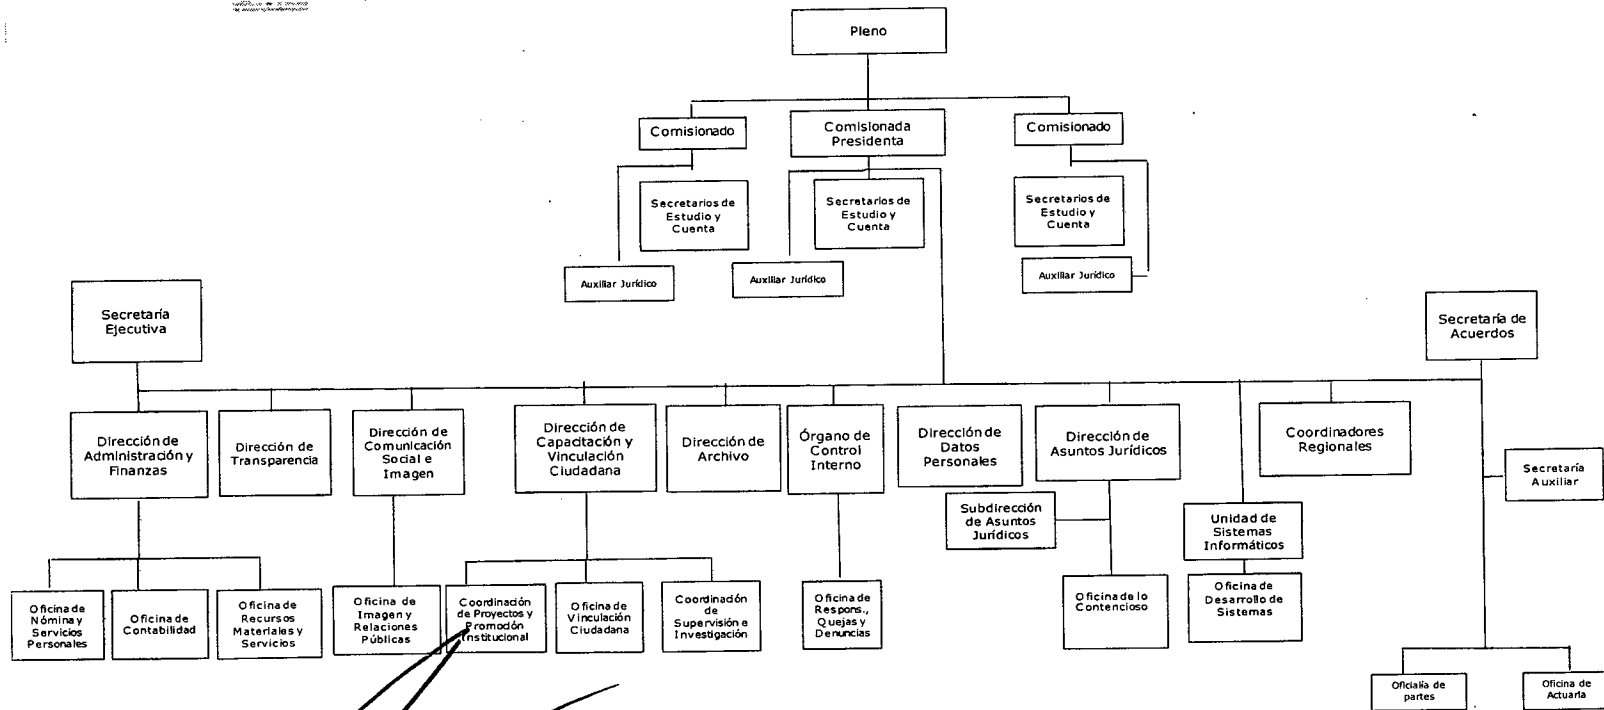 Pleno
Comisionado
Comisionada
Presidenta
Comisionado
Secretarios de
Estudio y
Cuenta
Secretarios de
Estudio y
Cuenta
Secretarios de
Estudio y
Cuenta
Auxiliar Jurídico
Auxiliar Jurídico
Auxiliar Jurídico
Secretaría
Ejecutiva
Secretaría de
Acuerdos
Dirección de
Administración y
Finanzas
Dirección de
Transparencia
Dirección de
Comunicación
Social e
Imagen
Dirección de
Capacitación y
Vinculación
Ciudadana
Dirección de
Archivo
Órgano de
Control
Interno
Dirección de
Datos
Personales
Dirección de
Asuntos Jurídicos
Coordinadores
Regionales
Secretaría
Auxiliar
Subdirección
de Asuntos
Jurídicos
Unidad de
Sistemas
Informáticos
Oficina de
Nómina y
Servicios
Personales
Oficina de
Contabilidad
Oficina de
Recursos
Materiales y
Servicios
Oficina de
Imagen y
Relaciones
Públicas
Coordinación
de Proyectos y
Promoción
Institucional
Oficina de
Vinculación
Ciudadana
Coordinación
de
Supervisión e
Investigación
Oficina de
Respons.,
Quejas y
Denuncias
Oficina de lo
Contencioso
Oficina de
Desarrollo de
Sistemas
Oficialía de
partes
Oficina de
Actuaría